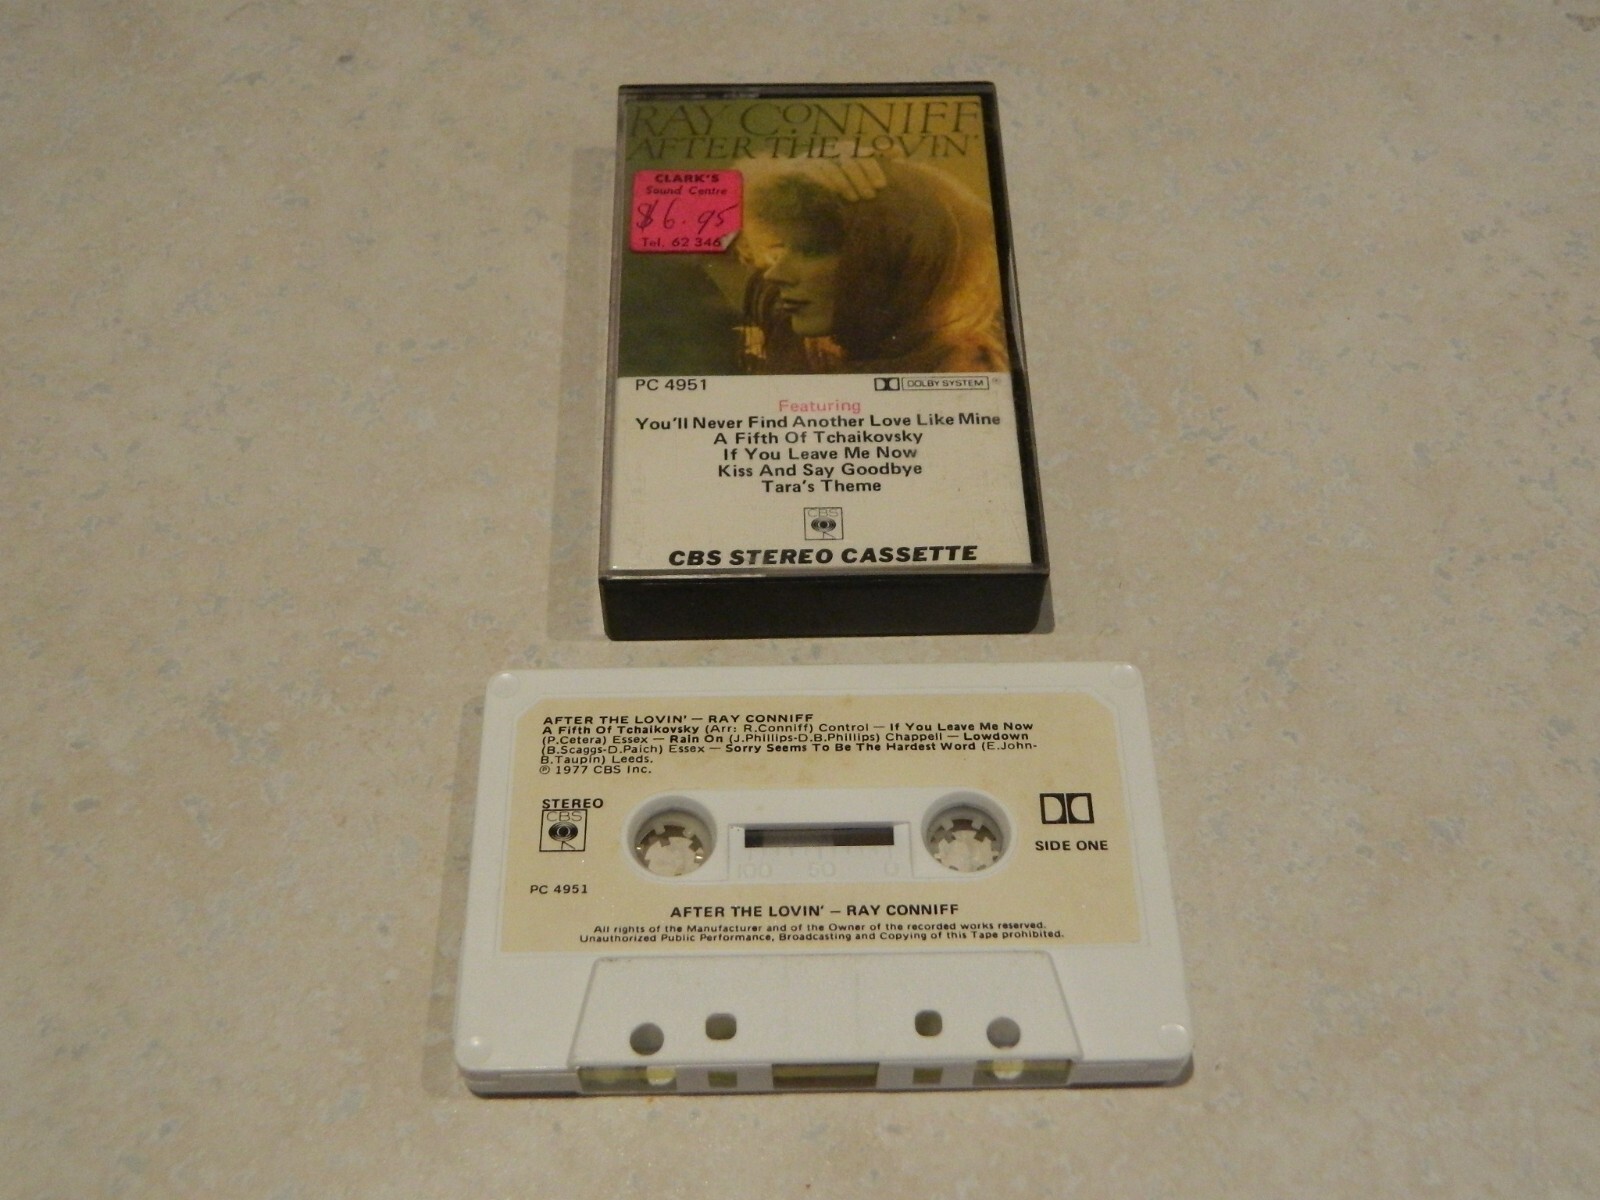 RAY CONNIFF
AFTER THE LOVIN'
CLARK'S
Sound Centre
$6.95
Tel. 62 346
PC 4951
DOLBY SYSTEM ®
Featuring
You'll Never Find Another Love Like Mine
A Fifth Of Tchaikovsky
If You Leave Me Now
Kiss And Say Goodbye
Tara's Theme
CBS
CBS STEREO CASSETTE
AFTER THE LOVIN' — RAY CONNIFF
A Fifth Of Tchaikovsky (Arr: R.Conniff) Control — If You Leave Me Now
(P.Cetera) Essex — Rain On (J.Phillips-D.B.Phillips) Chappell — Lowdown
(B.Scaggs-D.Paich) Essex — Sorry Seems To Be The Hardest Word (E.John-
B.Taupin) Leeds.
℗ 1977 CBS Inc.
STEREO
CBS
SIDE ONE
100 50 0
PC 4951
AFTER THE LOVIN' — RAY CONNIFF
All rights of the Manufacturer and of the Owner of the recorded works reserved.
Unauthorized Public Performance, Broadcasting and Copying of this Tape prohibited.